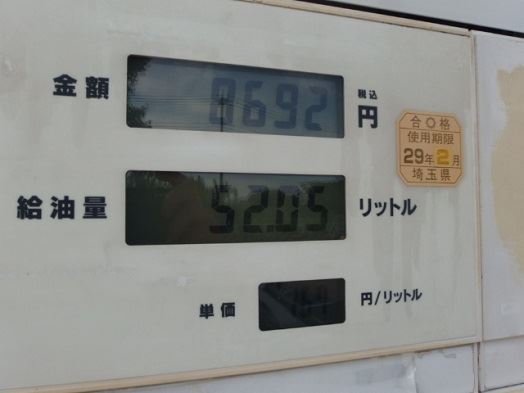 金額 8692 税込 円
合○格
使用期限
29年2月
埼玉県
給油量 52.05 リットル
単価 円/リットル